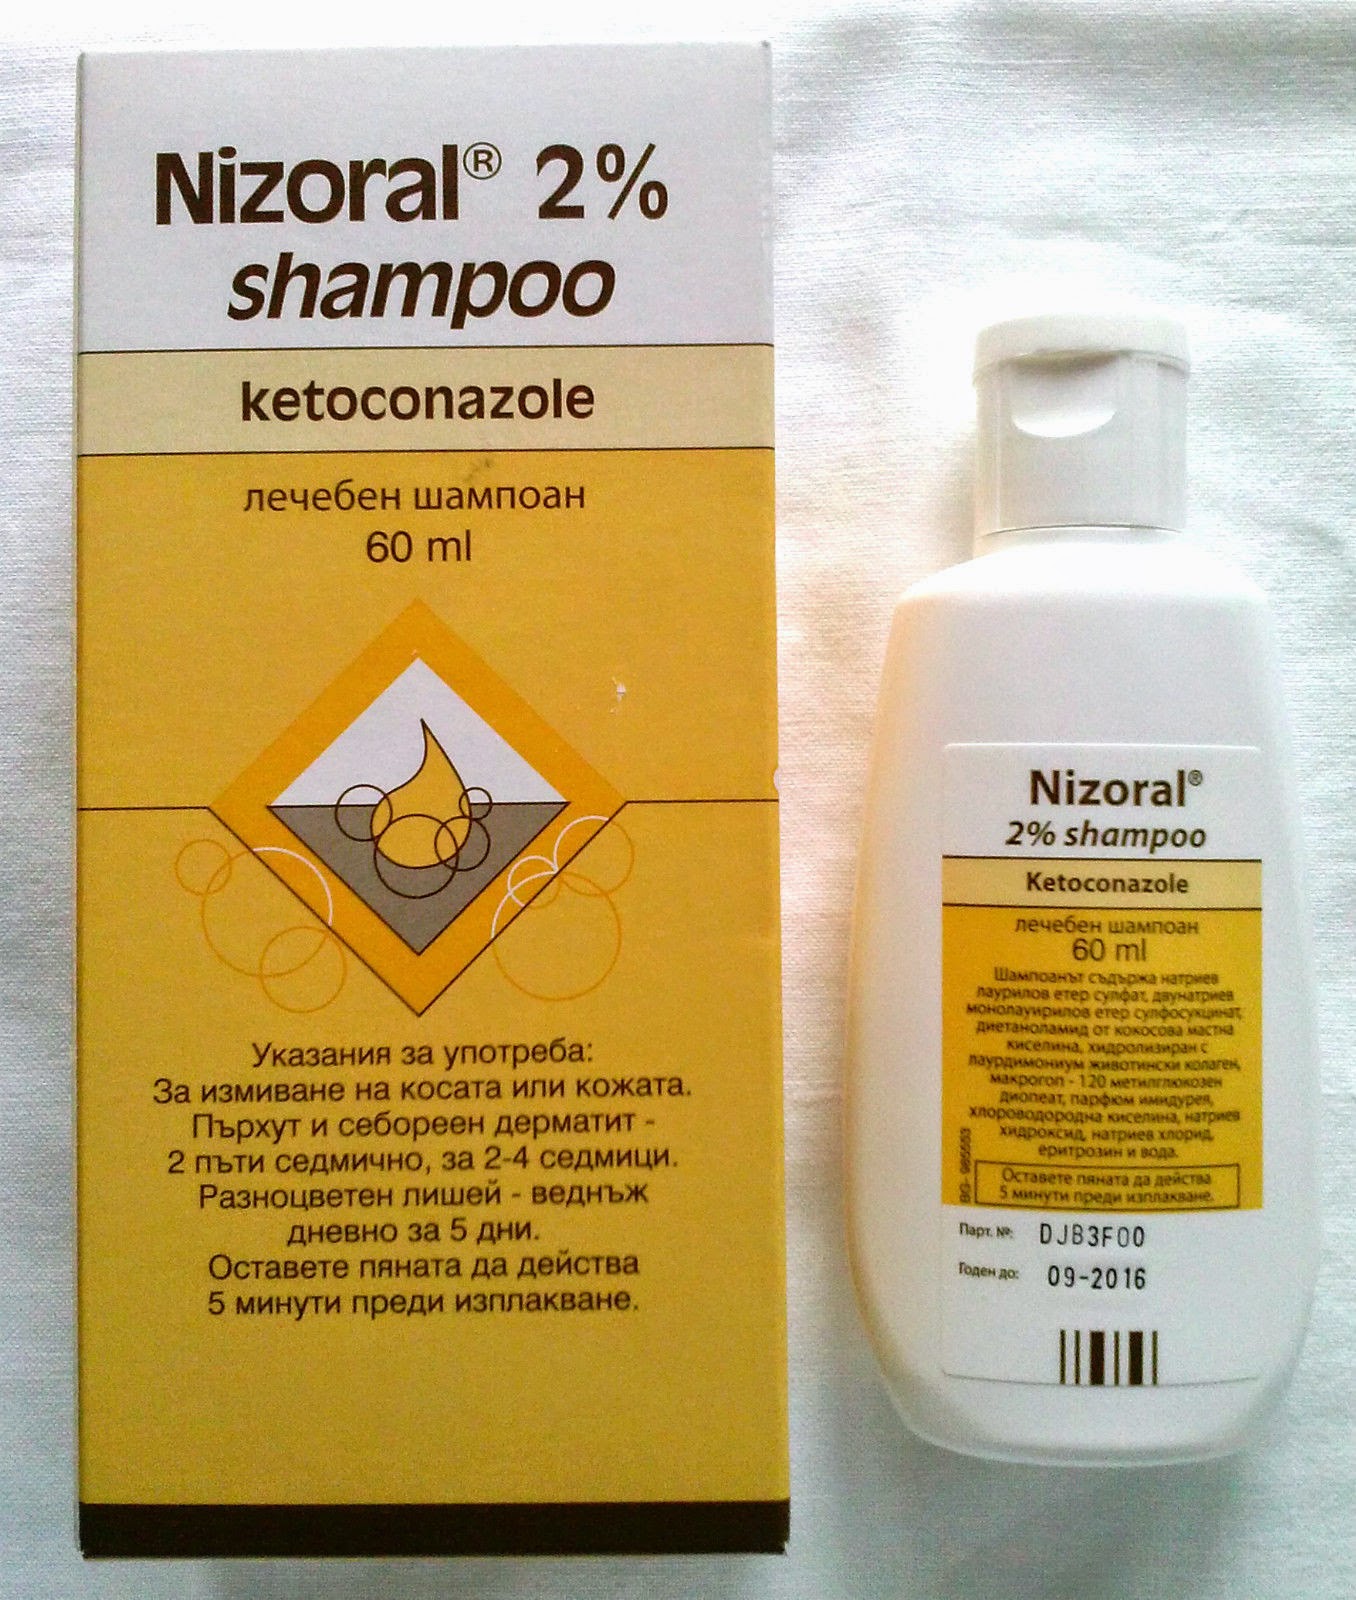 Nizoral® 2%
shampoo
ketoconazole
лечебен шампоан
60 ml
Указания за употреба:
За измиване на косата или кожата.
Пърхут и себореен дерматит -
2 пъти седмично, за 2-4 седмици.
Разноцветен лишей - веднъж
дневно за 5 дни.
Оставете пяната да действа
5 минути преди изплакване.
Nizoral®
2% shampoo
Ketoconazole
лечебен шампоан
60 ml
Шампоанът съдържа натриев
лаурилов етер сулфат, двунатриев
монолауирилов етер сулфосукцинат,
диетаноламид от кокосова мастна
киселина, хидролизиран с
лаурдимониум животински колаген,
макрогол - 120 метилглюкозен
диолеат, парфюм имидурея,
хлороводородна киселина, натриев
хидроксид, натриев хлорид,
еритрозин и вода.
Оставете пяната да действа
5 минути преди изплакване.
BG- 965553
Парт. №: DJB3F00
Годен до: 09-2016